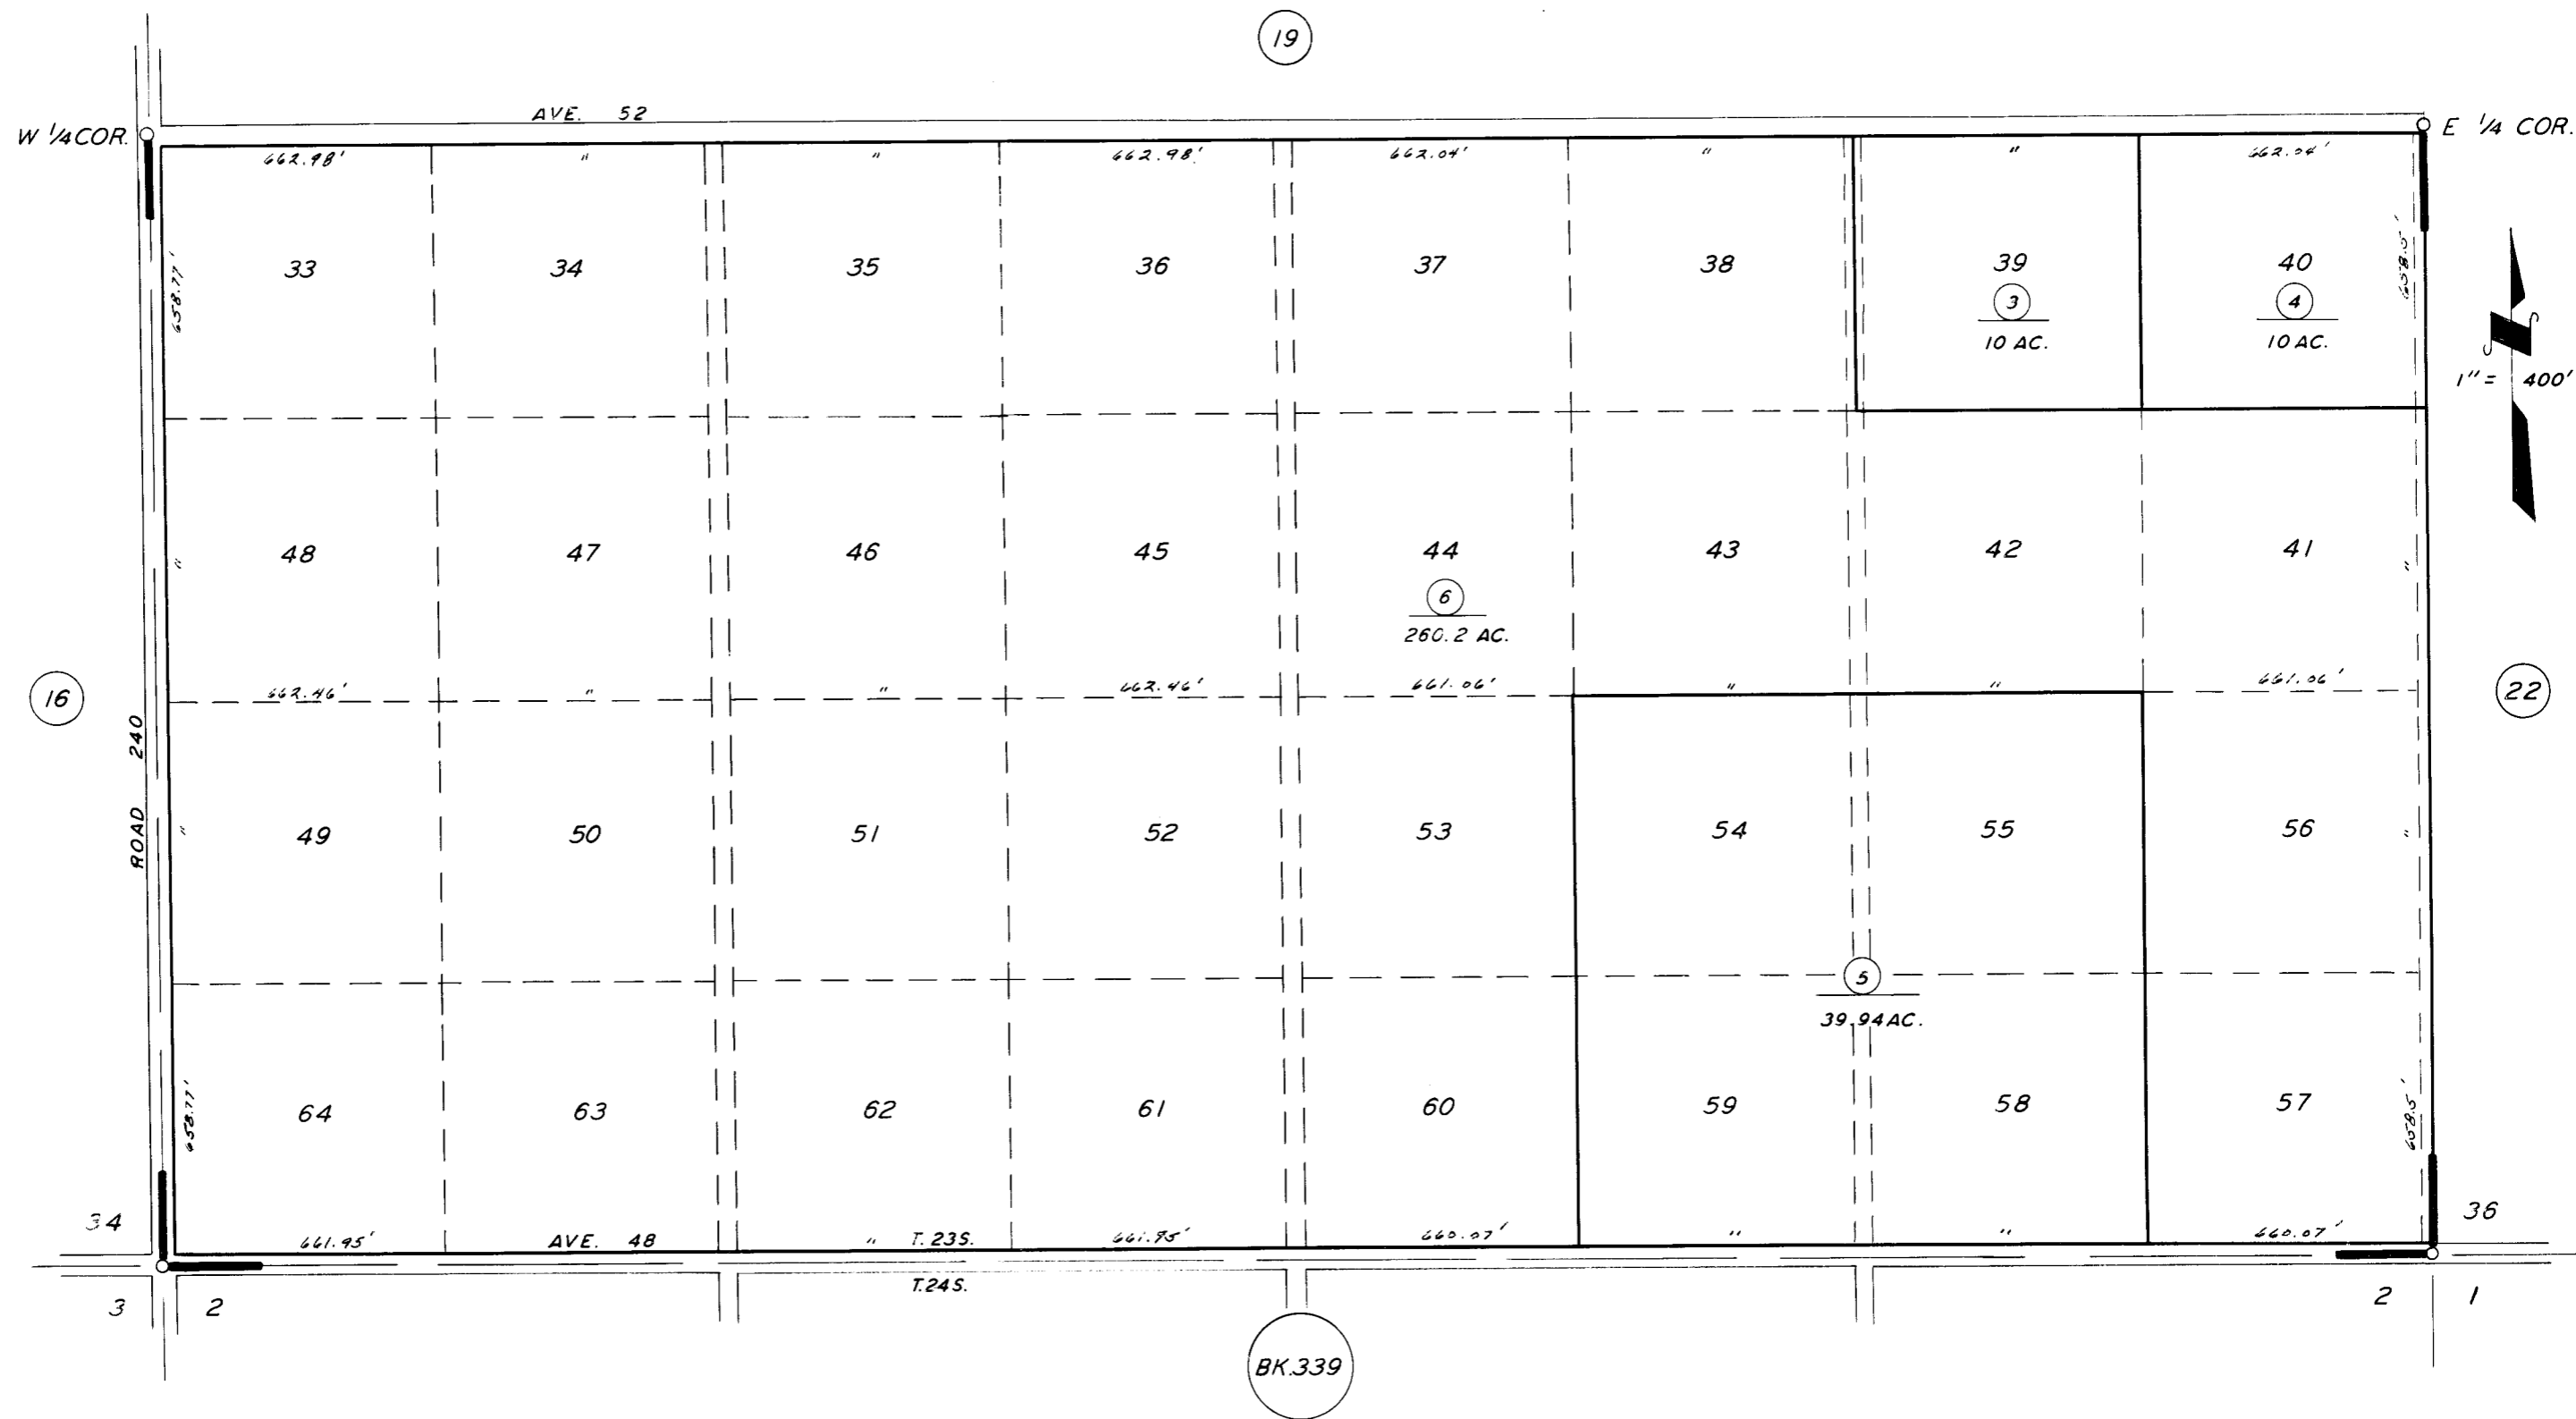 19
AVE. 52
W 1/4 COR.
E 1/4 COR.
662.98' " " 662.98' 662.04' " " 662.04'
658.77'
658.5'
33 34 35 36 37 38 39 40
3
10 AC.
4
10 AC.
1" = 400'
48 47 46 45 44 43 42 41
" "
6
260.2 AC.
16
22
662.46' " " 662.46' 661.06' " " 661.06'
ROAD 240
49 50 51 52 53 54 55 56
" "
5
39.94 AC.
658.77'
658.5'
64 63 62 61 60 59 58 57
34
36
661.95' AVE. 48 " T. 23S. 661.95' 660.07' " " 660.07'
T. 24S.
3 2
2 1
BK.339